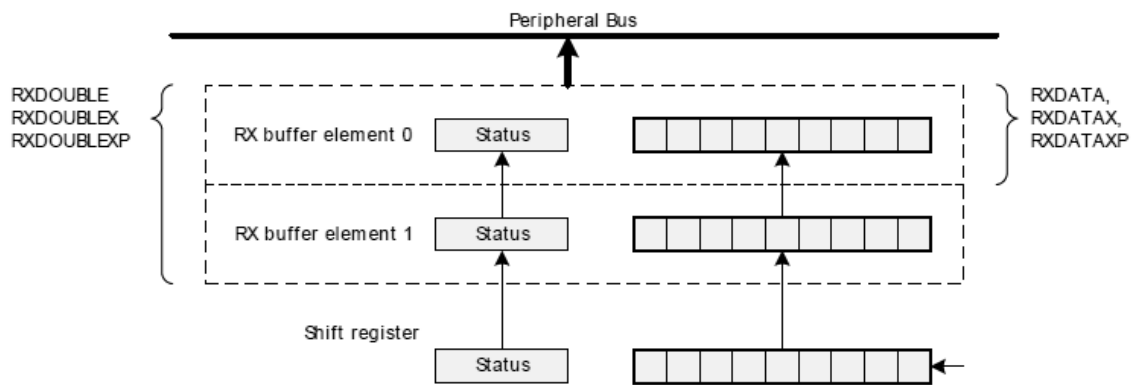 Peripheral Bus
RXDOUBLE
RXDOUBLEX
RXDOUBLEXP
RXDATA,
RXDATAX,
RXDATAXP
RX buffer element 0
Status
RX buffer element 1
Status
Shift register
Status